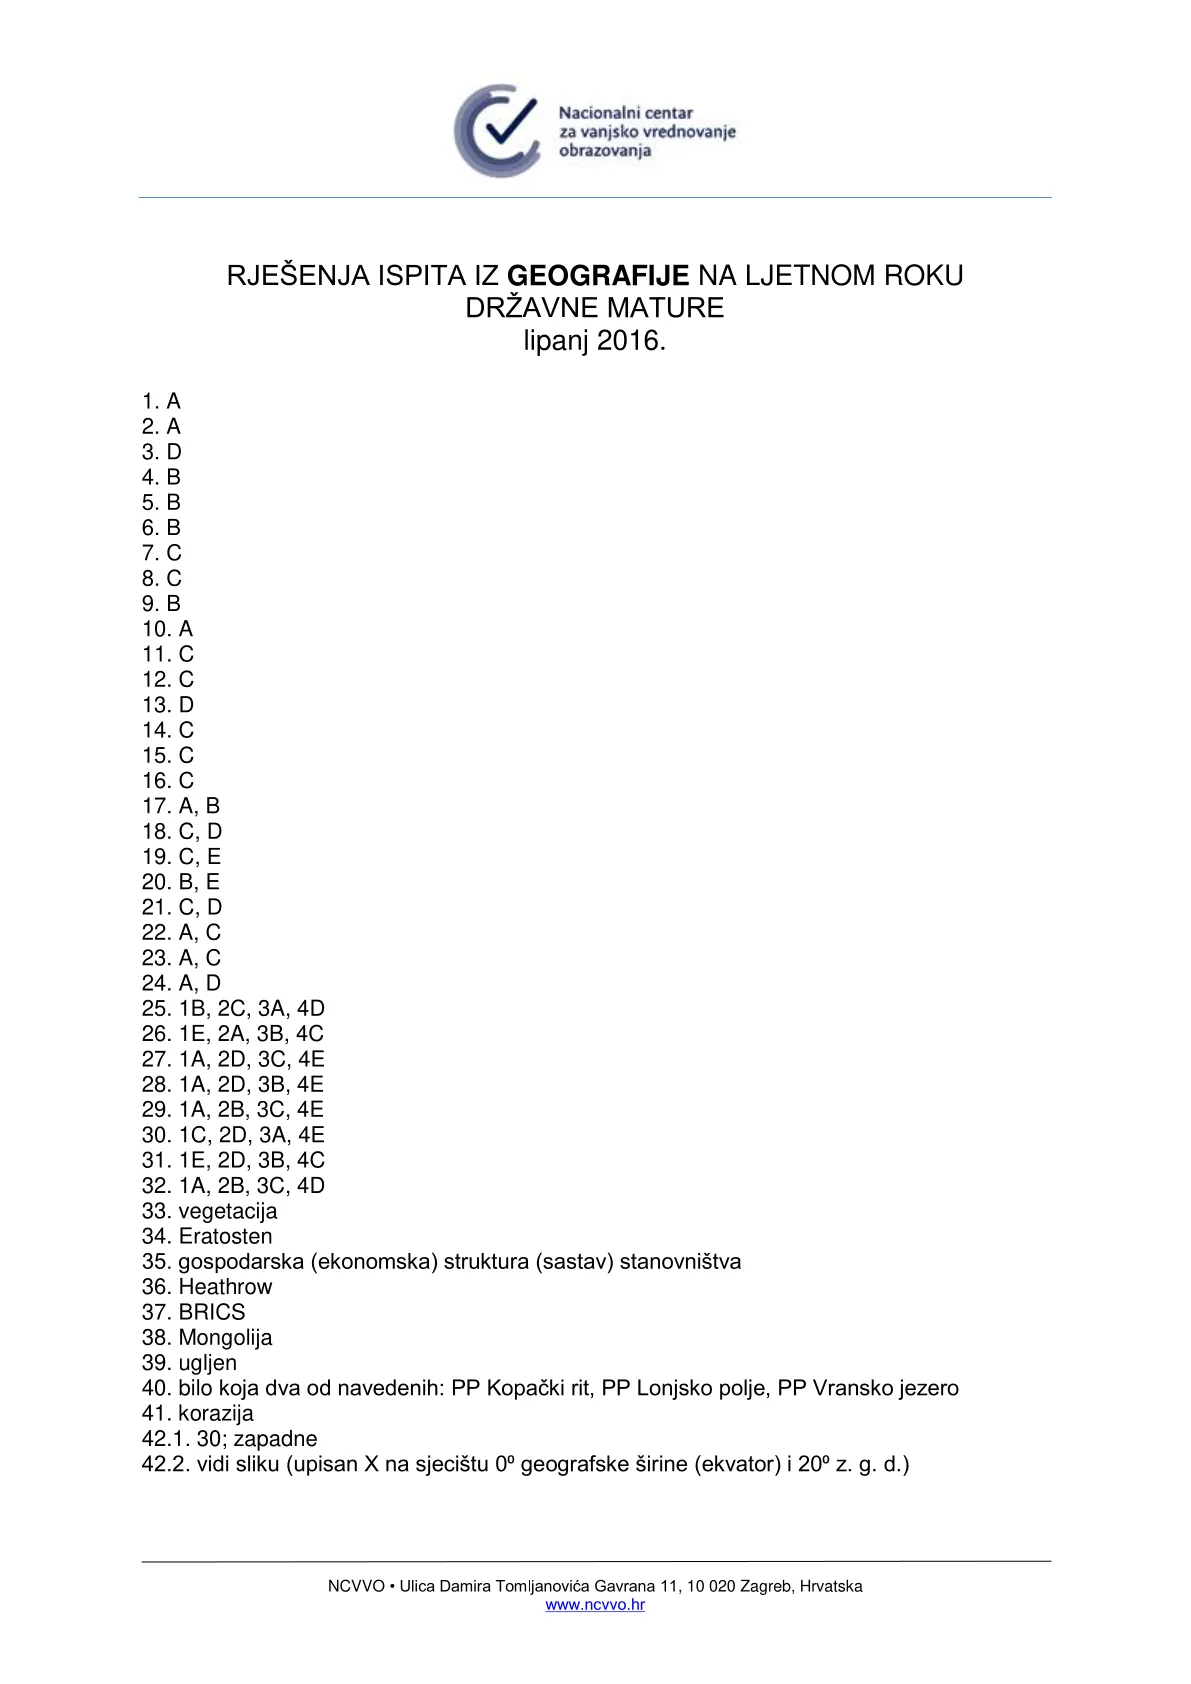 Nacionalni centar
za vanjsko vrednovanje
obrazovanja
RJEŠENJA ISPITA IZ GEOGRAFIJE NA LJETNOM ROKU
DRŽAVNE MATURE
lipanj 2016.
1. A
2. A
3. D
4. B
5. B
6. B
7. C
8. C
9. B
10. A
11. C
12. C
13. D
14. C
15. C
16. C
17. A, B
18. C, D
19. C, E
20. B, E
21. C, D
22. A, C
23. A, C
24. A, D
25. 1B, 2C, 3A, 4D
26. 1E, 2A, 3B, 4C
27. 1A, 2D, 3C, 4E
28. 1A, 2D, 3B, 4E
29. 1A, 2B, 3C, 4E
30. 1C, 2D, 3A, 4E
31. 1E, 2D, 3B, 4C
32. 1A, 2B, 3C, 4D
33. vegetacija
34. Eratosten
35. gospodarska (ekonomska) struktura (sastav) stanovništva
36. Heathrow
37. BRICS
38. Mongolija
39. ugljen
40. bilo koja dva od navedenih: PP Kopački rit, PP Lonjsko polje, PP Vransko jezero
41. korazija
42.1. 30; zapadne
42.2. vidi sliku (upisan X na sjecištu 0º geografske širine (ekvator) i 20º z. g. d.)
NCVVO • Ulica Damira Tomljanovića Gavrana 11, 10 020 Zagreb, Hrvatska
www.ncvvo.hr